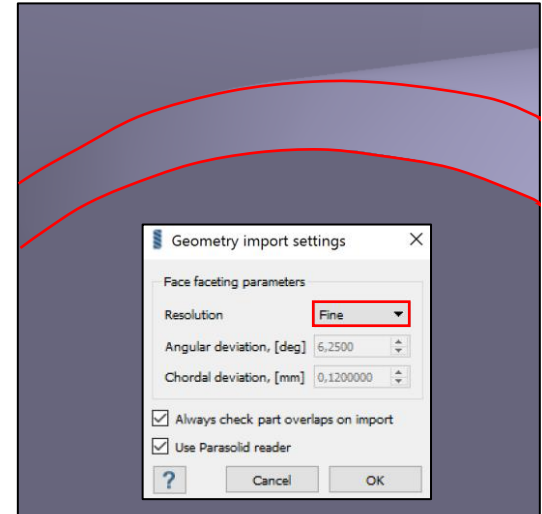 Geometry import settings
Face faceting parameters
Resolution Fine
Angular deviation, [deg] 6,2500
Chordal deviation, [mm] 0,1200000
Always check part overlaps on import
Use Parasolid reader
? Cancel OK